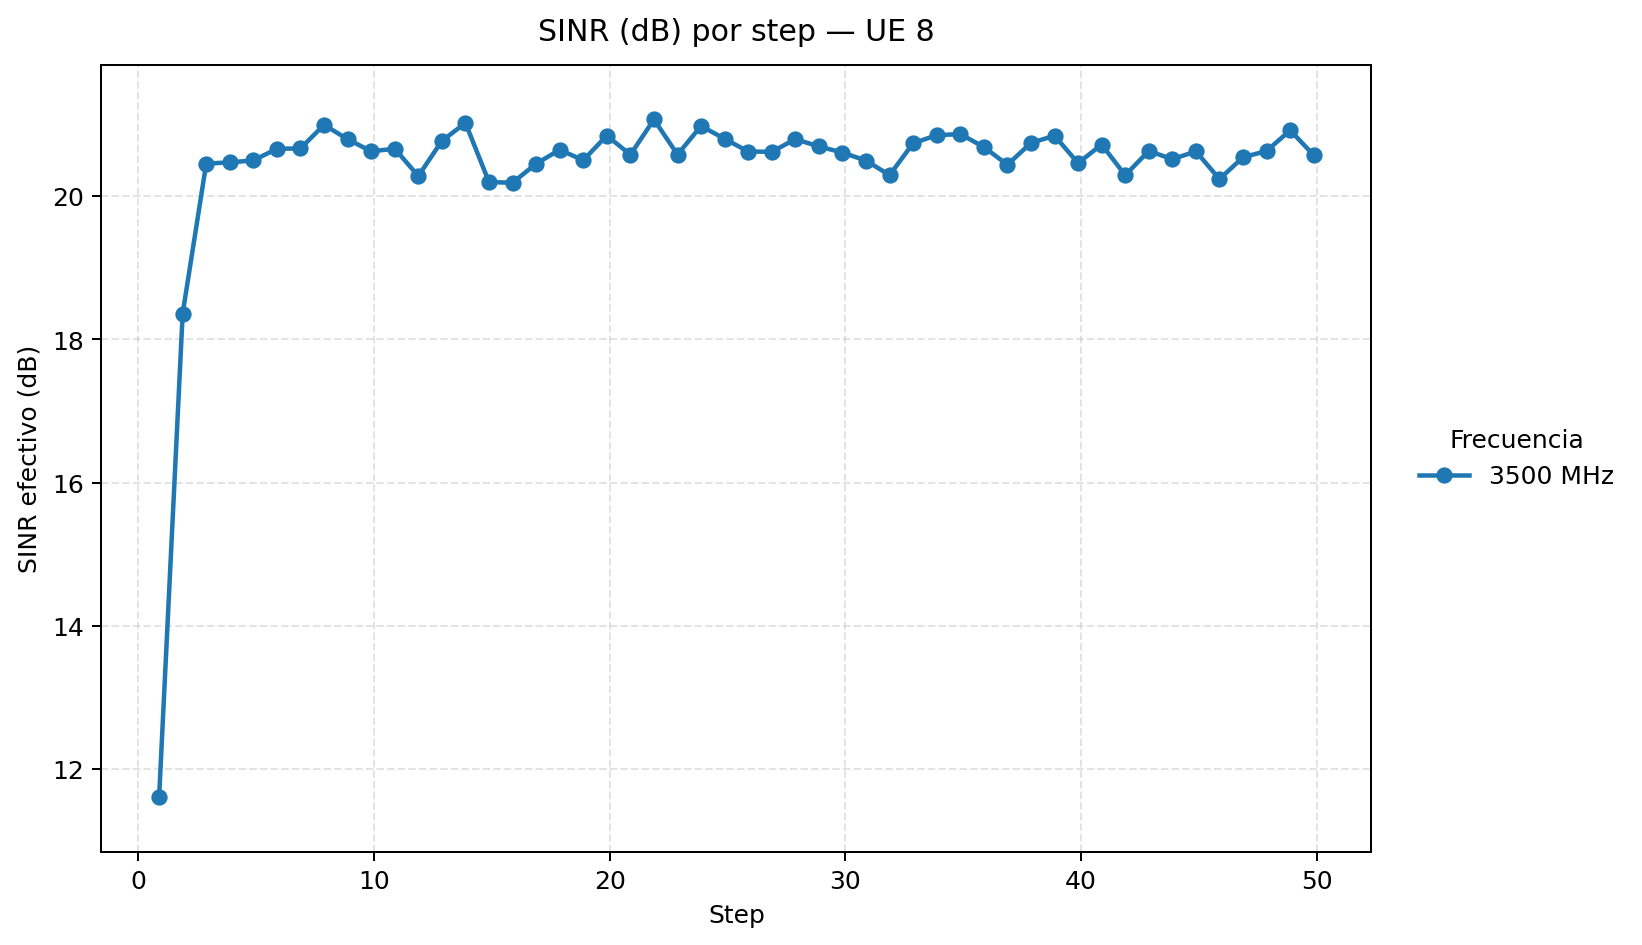 SINR (dB) por step — UE 8
SINR efectivo (dB)
20
18
16
14
12
0 10 20 30 40 50
Step
Frecuencia
3500 MHz